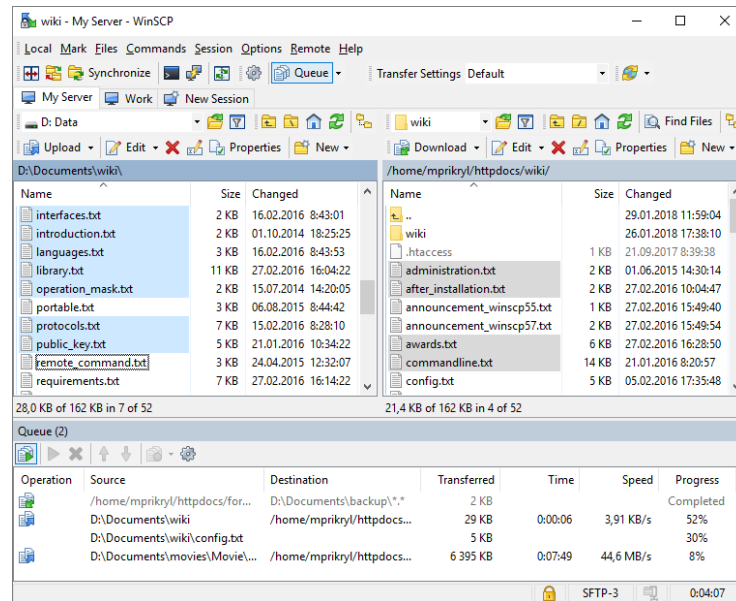 wiki - My Server - WinSCP
Local Mark Files Commands Session Options Remote Help
Synchronize Queue Transfer Settings Default
My Server Work New Session
D: Data wiki Find Files
Upload Edit Properties New Download Edit Properties New
D:\Documents\wiki\ /home/mprikryl/httpdocs/wiki/
Name Size Changed Name Size Changed
interfaces.txt 2 KB 16.02.2016 8:43:01 .. 29.01.2018 11:59:04
introduction.txt 2 KB 01.10.2014 18:25:25 wiki 26.01.2018 17:38:10
languages.txt 3 KB 16.02.2016 8:43:53 .htaccess 1 KB 21.09.2017 8:39:38
library.txt 11 KB 27.02.2016 16:04:22 administration.txt 2 KB 01.06.2015 14:30:14
operation_mask.txt 2 KB 15.07.2014 14:20:05 after_installation.txt 2 KB 27.02.2016 10:04:47
portable.txt 3 KB 06.08.2015 8:44:42 announcement_winscp55.txt 1 KB 27.02.2016 15:49:40
protocols.txt 7 KB 15.02.2016 8:28:10 announcement_winscp57.txt 2 KB 27.02.2016 15:49:54
public_key.txt 5 KB 21.01.2016 10:34:22 awards.txt 6 KB 27.02.2016 16:28:50
remote_command.txt 3 KB 24.04.2015 12:32:07 commandline.txt 14 KB 21.01.2016 8:20:57
requirements.txt 7 KB 27.02.2016 16:14:22 config.txt 5 KB 05.02.2016 17:35:48
28,0 KB of 162 KB in 7 of 52 21,4 KB of 162 KB in 4 of 52
Queue (2)
Operation Source Destination Transferred Time Speed Progress
/home/mprikryl/httpdocs/for... D:\Documents\backup\*.* 2 KB Completed
D:\Documents\wiki /home/mprikryl/httpdocs... 29 KB 0:00:06 3,91 KB/s 52%
D:\Documents\wiki\config.txt 5 KB 30%
D:\Documents\movies\Movie\... /home/mprikryl/httpdocs... 6 395 KB 0:07:49 44,6 MB/s 8%
SFTP-3 0:04:07